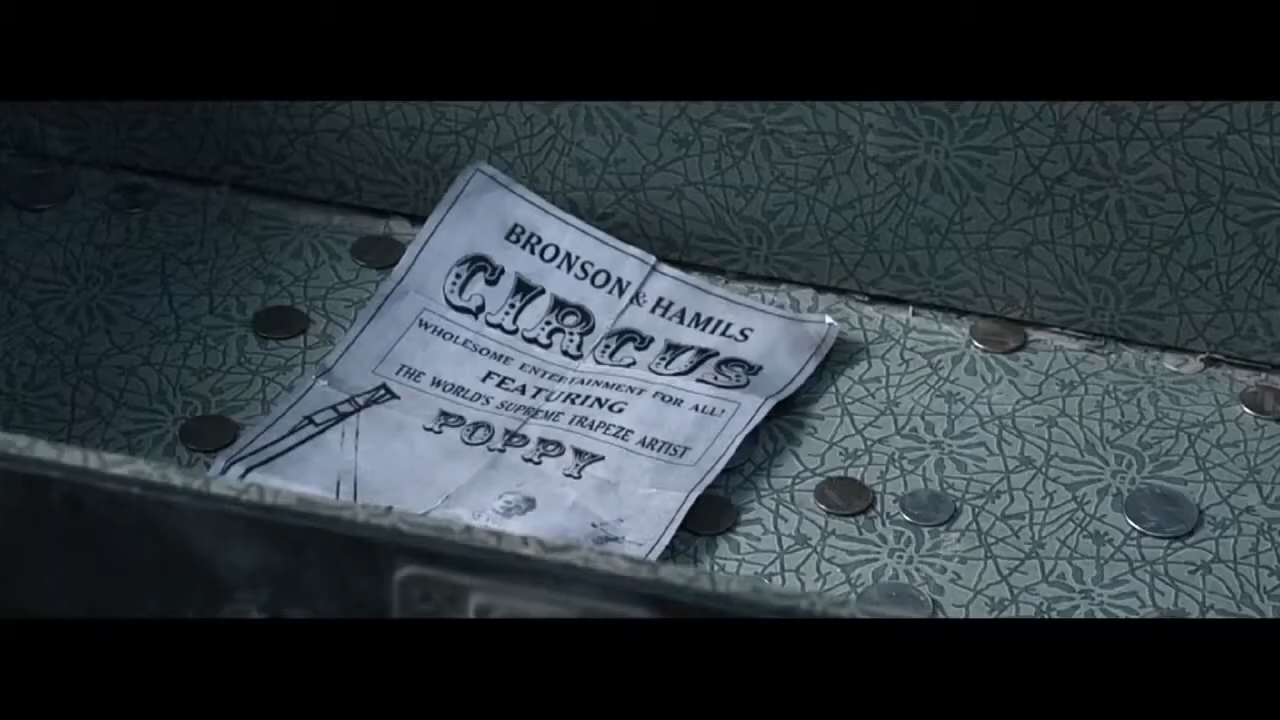 BRONSON & HAMILS
CIRCUS
WHOLESOME ENTERTAINMENT FOR ALL!
FEATURING
THE WORLD'S SUPREME TRAPEZE ARTIST
POPPY